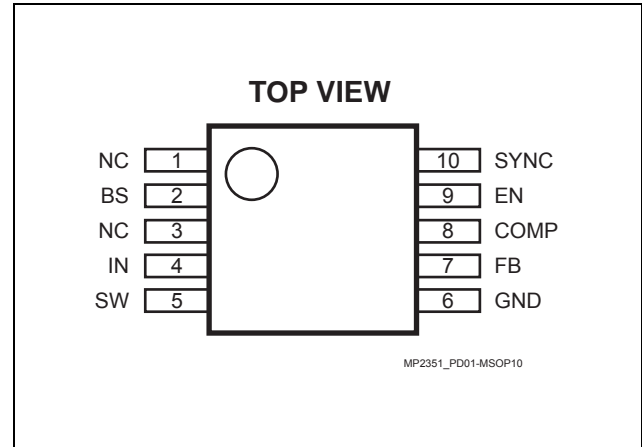 TOP VIEW
NC 1 10 SYNC
BS 2 9 EN
NC 3 8 COMP
IN 4 7 FB
SW 5 6 GND
MP2351_PD01-MSOP10